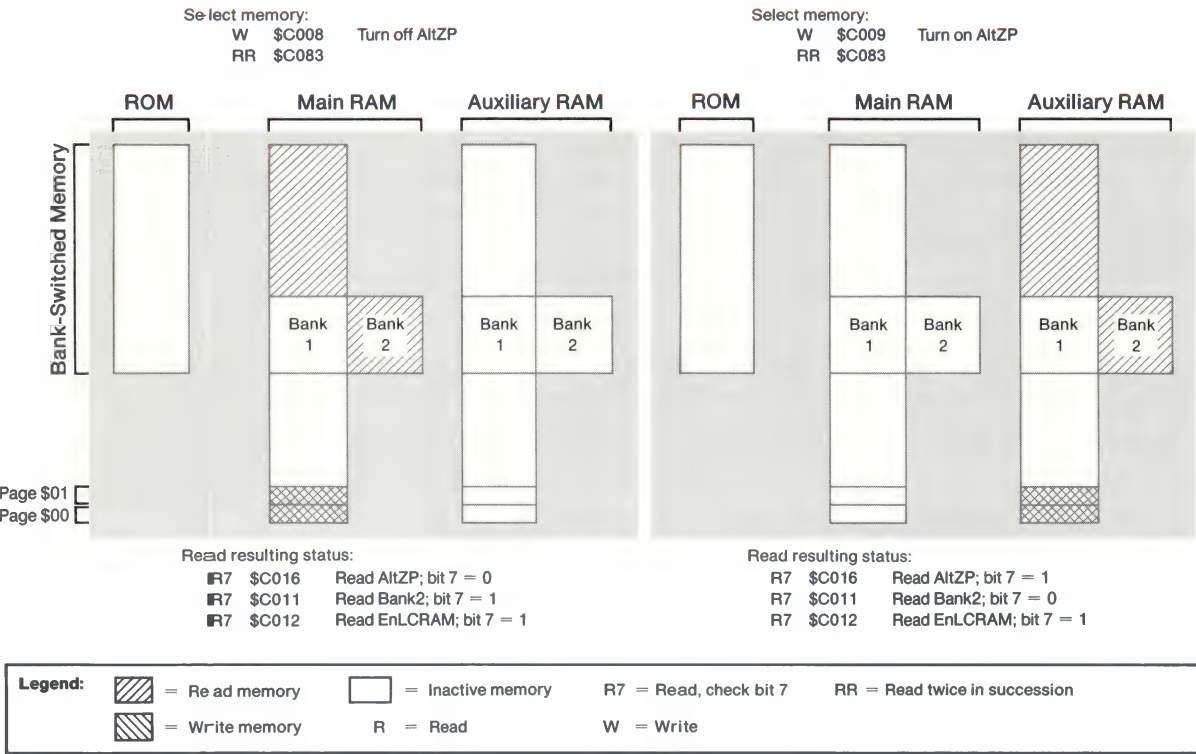 Select memory:
W $C008 Turn off AltZP
RR $C083
ROM Main RAM Auxiliary RAM
Bank-Switched Memory
Bank 1
Bank 2
Bank 1
Bank 2
Page $01
Page $00
Read resulting status:
R7 $C016 Read AltZP; bit 7 = 0
R7 $C011 Read Bank2; bit 7 = 1
R7 $C012 Read EnLCRAM; bit 7 = 1
Select memory:
W $C009 Turn on AltZP
RR $C083
ROM Main RAM Auxiliary RAM
Bank 1
Bank 2
Bank 1
Bank 2
Read resulting status:
R7 $C016 Read AltZP; bit 7 = 1
R7 $C011 Read Bank2; bit 7 = 0
R7 $C012 Read EnLCRAM; bit 7 = 1
Legend:
= Read memory = Inactive memory R7 = Read, check bit 7 RR = Read twice in succession
= Write memory R = Read W = Write